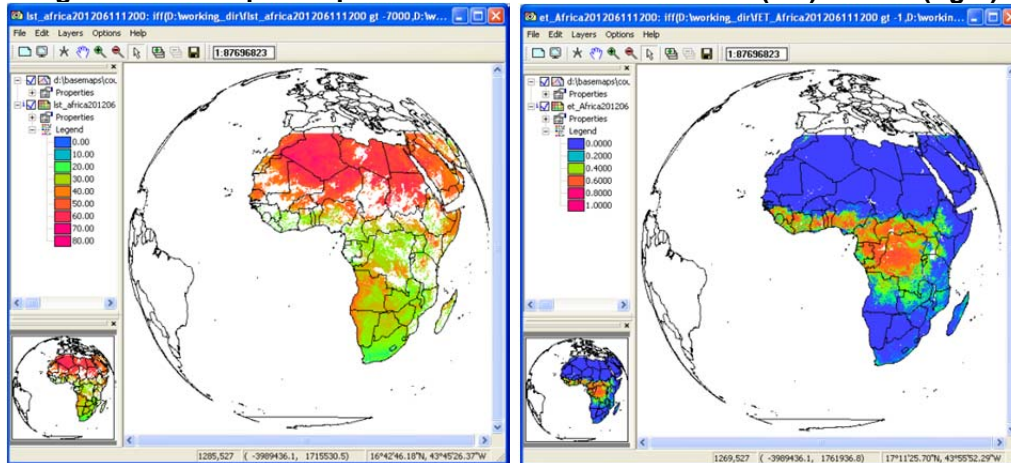 lst_africa201206111200: iff(D:\working_dir\flst_africa201206111200 gt -7000,D:\w...
File Edit Layers Options Help
1:87696823
d:\basemaps\cou
Properties
lst_africa201206
Properties
Legend
0.00
10.00
20.00
30.00
40.00
50.00
60.00
70.00
80.00
1285,527 ( -3989436.1, 1715530.5) 16°42'46.18"N, 43°45'26.37"W
et_Africa201206111200: iff(D:\working_dir\fET_Africa201206111200 gt -1,D:\workin...
File Edit Layers Options Help
1:87696823
d:\basemaps\cou
Properties
et_Africa201206
Properties
Legend
0.0000
0.2000
0.4000
0.6000
0.8000
1.0000
1269,527 ( -3989436.1, 1761936.8) 17°11'25.70"N, 43°55'52.29"W